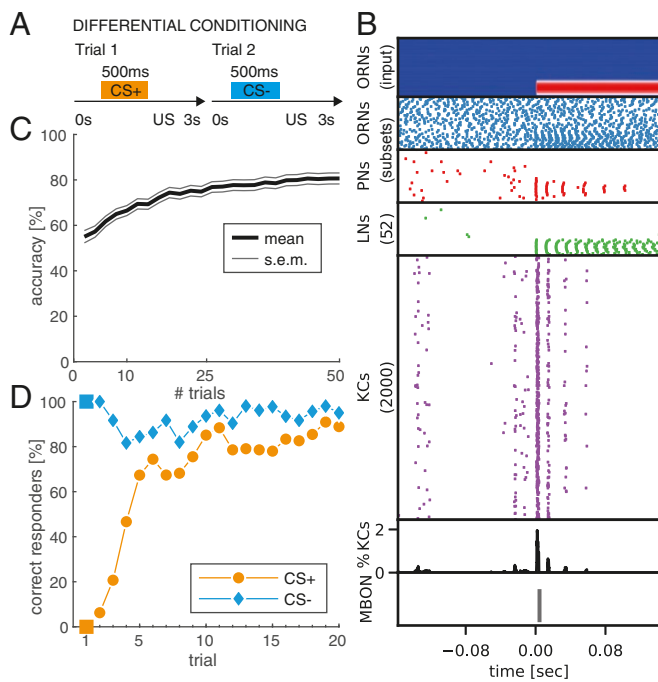 A DIFFERENTIAL CONDITIONING
Trial 1 Trial 2
500ms 500ms
CS+ CS-
0s US 3s 0s US 3s
C
100
80
60
40
20
0
accuracy [%]
mean
s.e.m.
0 10 25 50
# trials
D
100
80
60
40
20
0
correct responders [%]
CS+
CS-
1 5 10 15 20
trial
B
ORNs
(input)
ORNs
PNs
(subsets)
LNs
(52)
KCs
(2000)
% KCs
2
0
MBON
−0.08 0.00 0.08
time [sec]